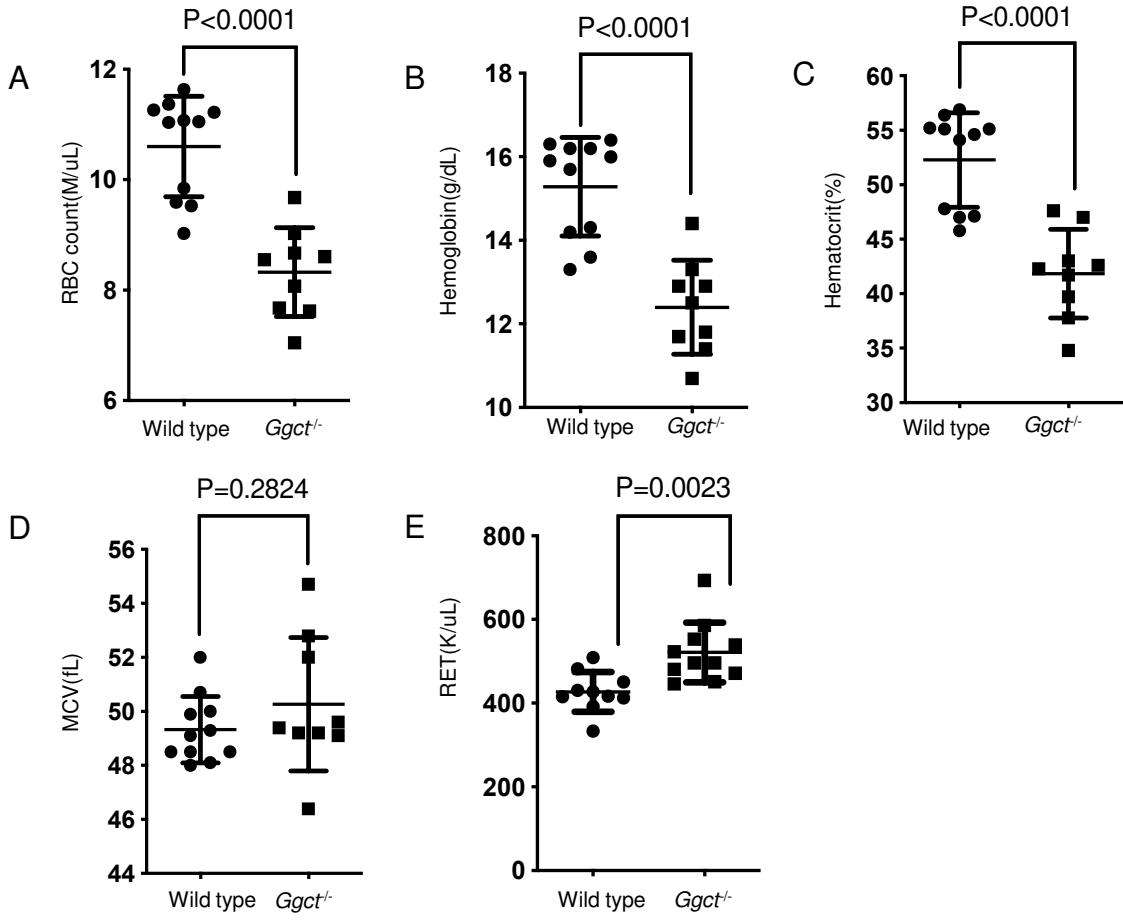 P<0.0001
A
12
10
8
6
RBC count(M/uL)
Wild type
Ggct-/-
P<0.0001
B
18
16
14
12
10
Hemoglobin(g/dL)
Wild type
Ggct-/-
P<0.0001
C
60
55
50
45
40
35
30
Hematocrit(%)
Wild type
Ggct-/-
P=0.2824
D
56
54
52
50
48
46
44
MCV(fL)
Wild type
Ggct-/-
P=0.0023
E
800
600
400
200
0
RET(K/uL)
Wild type
Ggct-/-